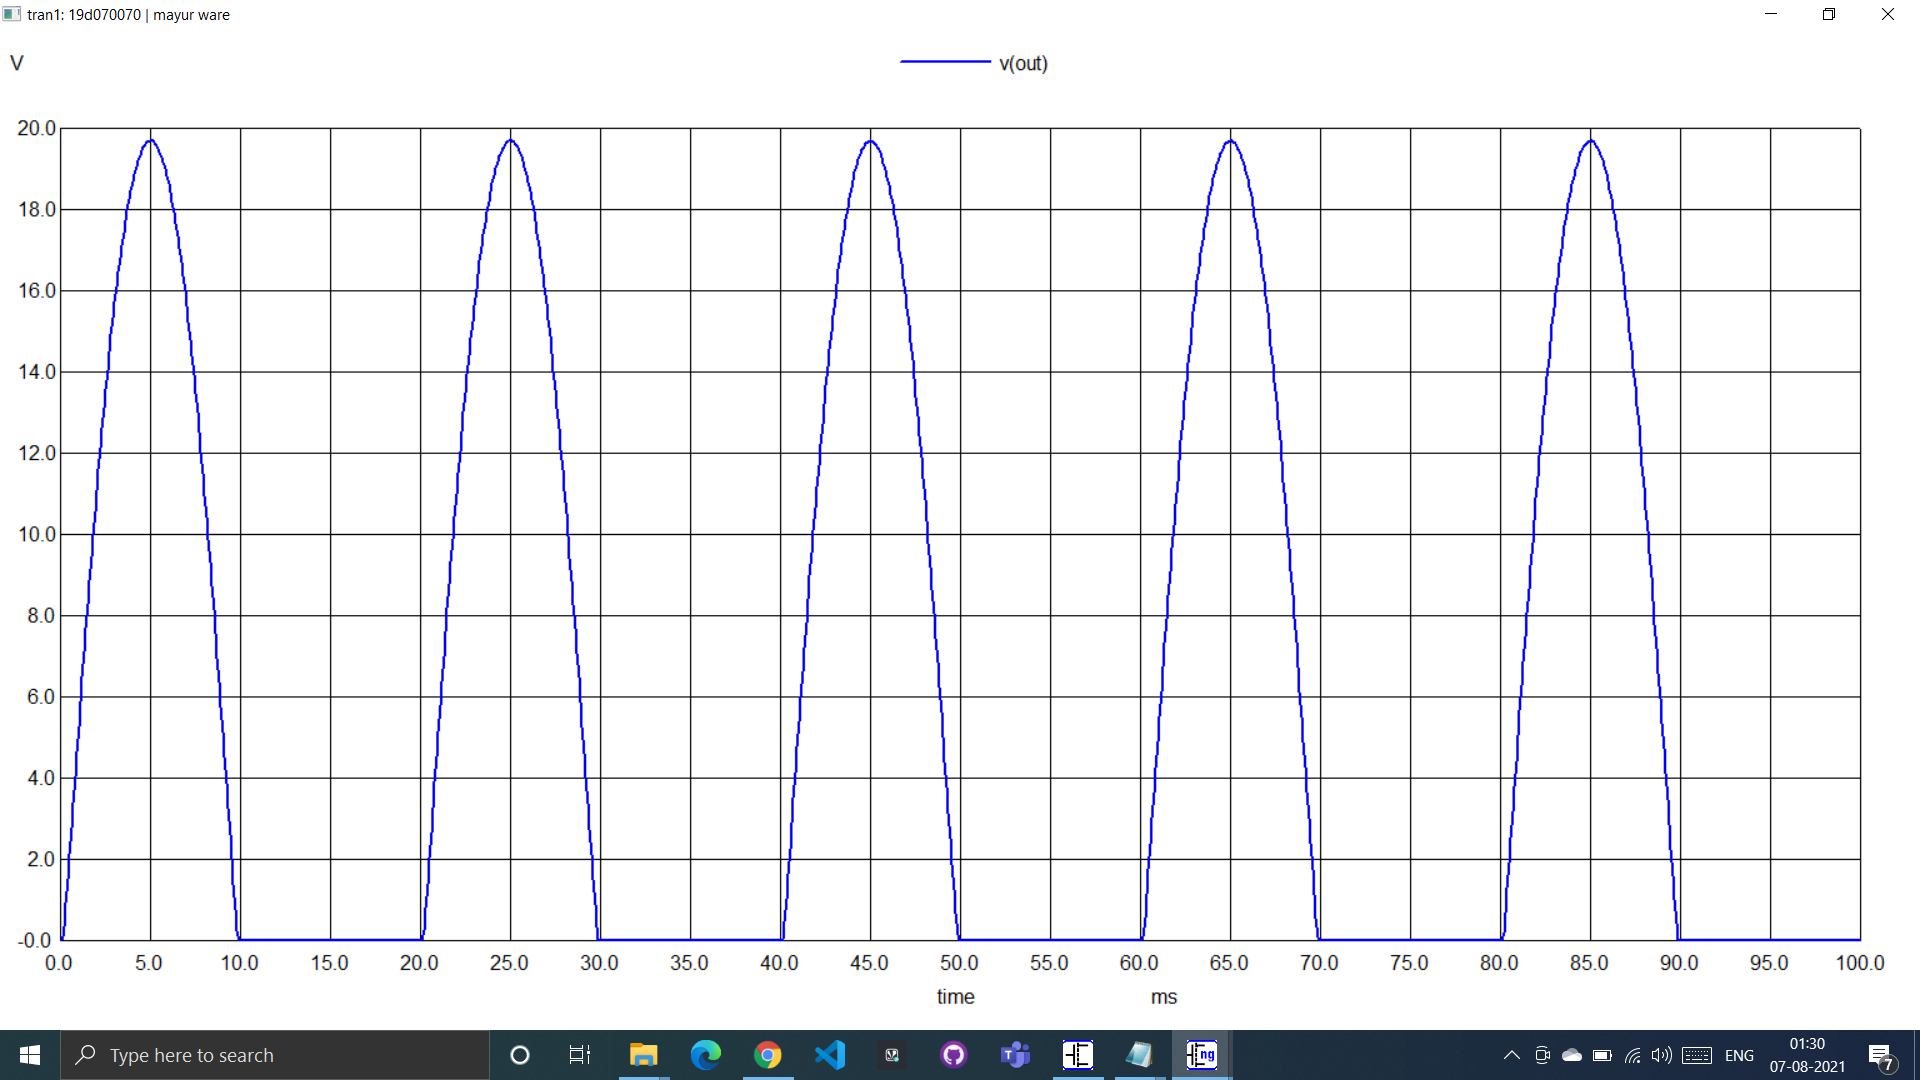 tran1: 19d070070 | mayur ware
V
v(out)
20.0
18.0
16.0
14.0
12.0
10.0
8.0
6.0
4.0
2.0
-0.0
0.0 5.0 10.0 15.0 20.0 25.0 30.0 35.0 40.0 45.0 50.0 55.0 60.0 65.0 70.0 75.0 80.0 85.0 90.0 95.0 100.0
time ms
Type here to search
ng
ENG
01:30
07-08-2021
7